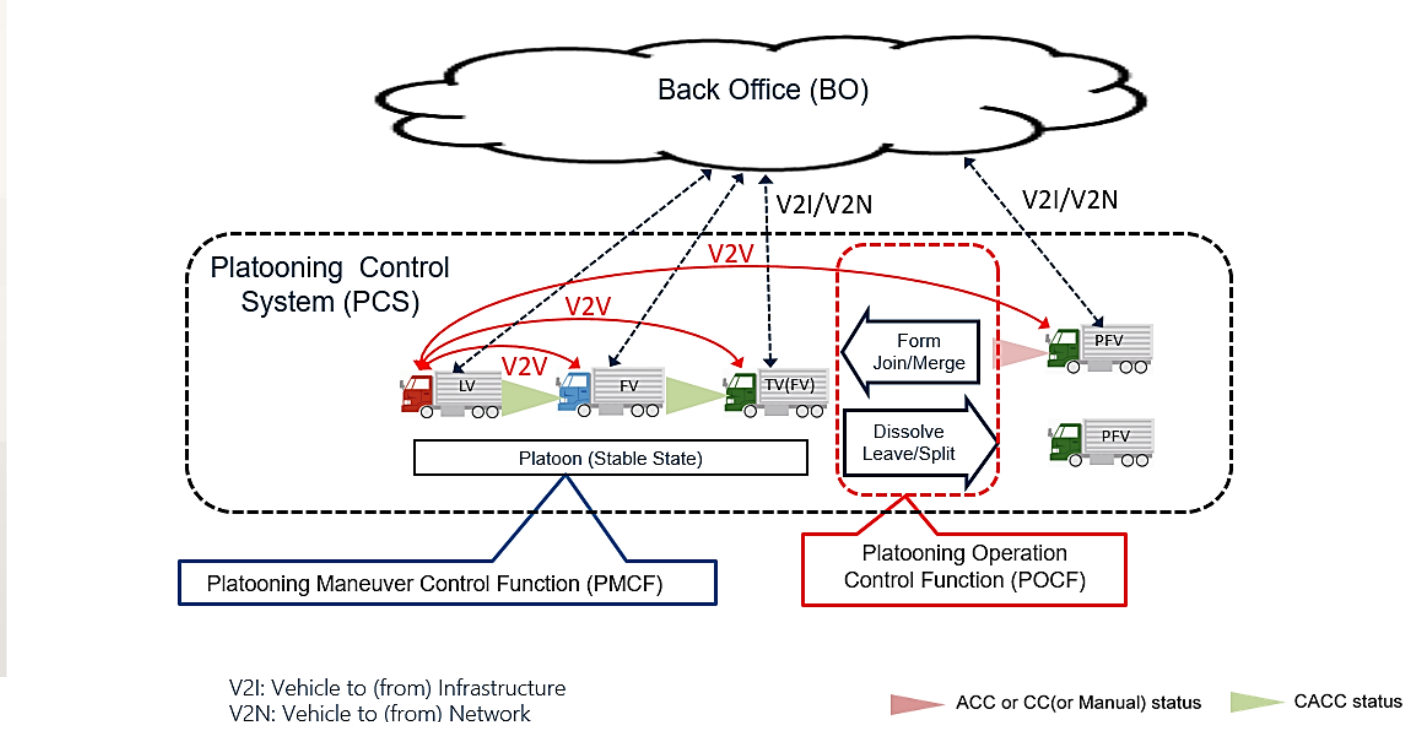 Back Office (BO)
V2I/V2N
V2I/V2N
Platooning Control
System (PCS)
V2V
V2V
V2V
LV
FV
TV(FV)
Form
Join/Merge
PFV
Dissolve
Leave/Split
PFV
Platoon (Stable State)
Platooning Maneuver Control Function (PMCF)
Platooning Operation
Control Function (POCF)
V2I: Vehicle to (from) Infrastructure
V2N: Vehicle to (from) Network
ACC or CC(or Manual) status
CACC status